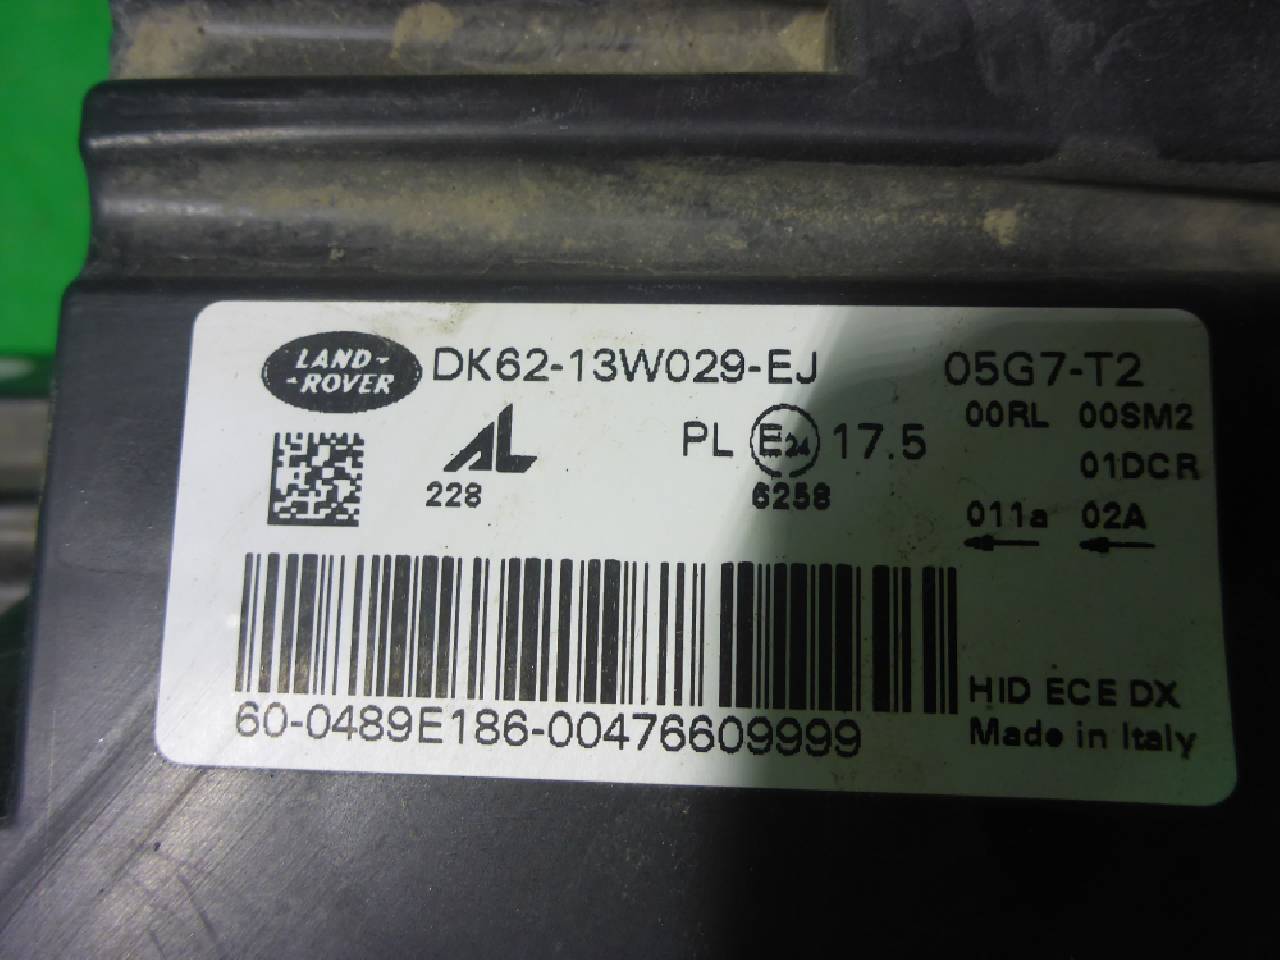 LAND-
-ROVER
DK62-13W029-EJ 05G7-T2
00RL 00SM2
AL PL E24 17.5
01DCR
228 6258
011a 02A
HID ECE DX
60-0489E186-00476609999 Made in Italy